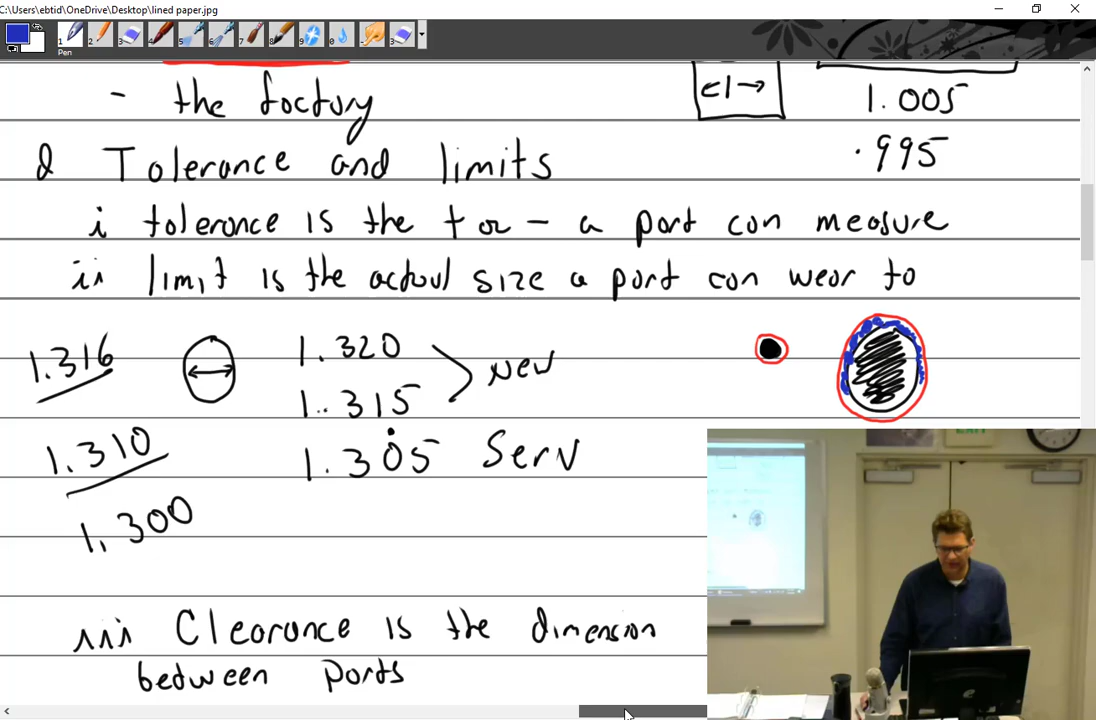 C:\Users\ebtid\OneDrive\Desktop\lined paper.jpg
Pen
- the factory
1.005
.995
d Tolerance and limits
i tolerance is the + or - a part can measure
ii limit is the actual size a part can wear to
1.316
1.320
1.315
New
1.310
1.305 Serv
1.300
iii Clearance is the dimension
between parts